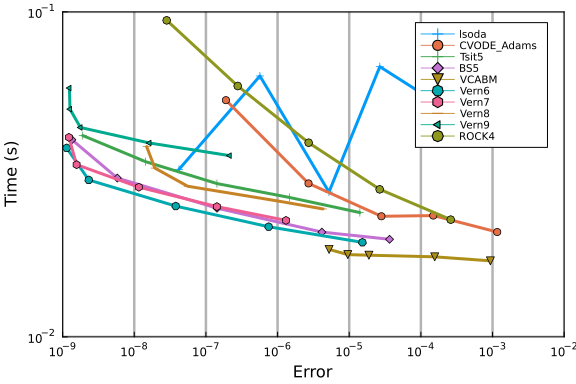 10⁻¹
lsoda
CVODE_Adams
Tsit5
BS5
VCABM
Vern6
Vern7
Vern8
Vern9
ROCK4
Time (s)
10⁻²
10⁻⁹ 10⁻⁸ 10⁻⁷ 10⁻⁶ 10⁻⁵ 10⁻⁴ 10⁻³ 10⁻²
Error